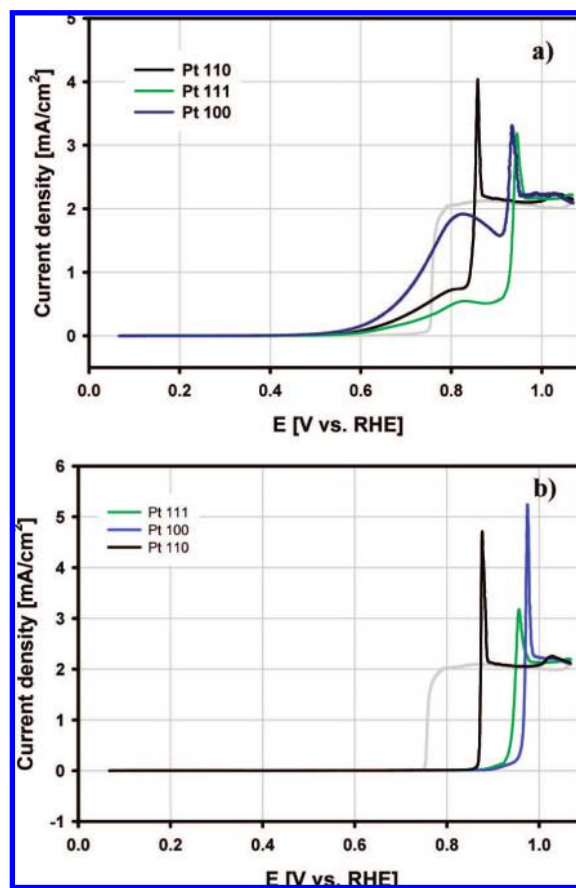 a)
Pt 110
Pt 111
Pt 100
Current density [mA/cm²]
5
4
3
2
1
0
0.0 0.2 0.4 0.6 0.8 1.0
E [V vs. RHE]
b)
Pt 111
Pt 100
Pt 110
Current density [mA/cm²]
6
5
4
3
2
1
0
-1
0.0 0.2 0.4 0.6 0.8 1.0
E [V vs. RHE]